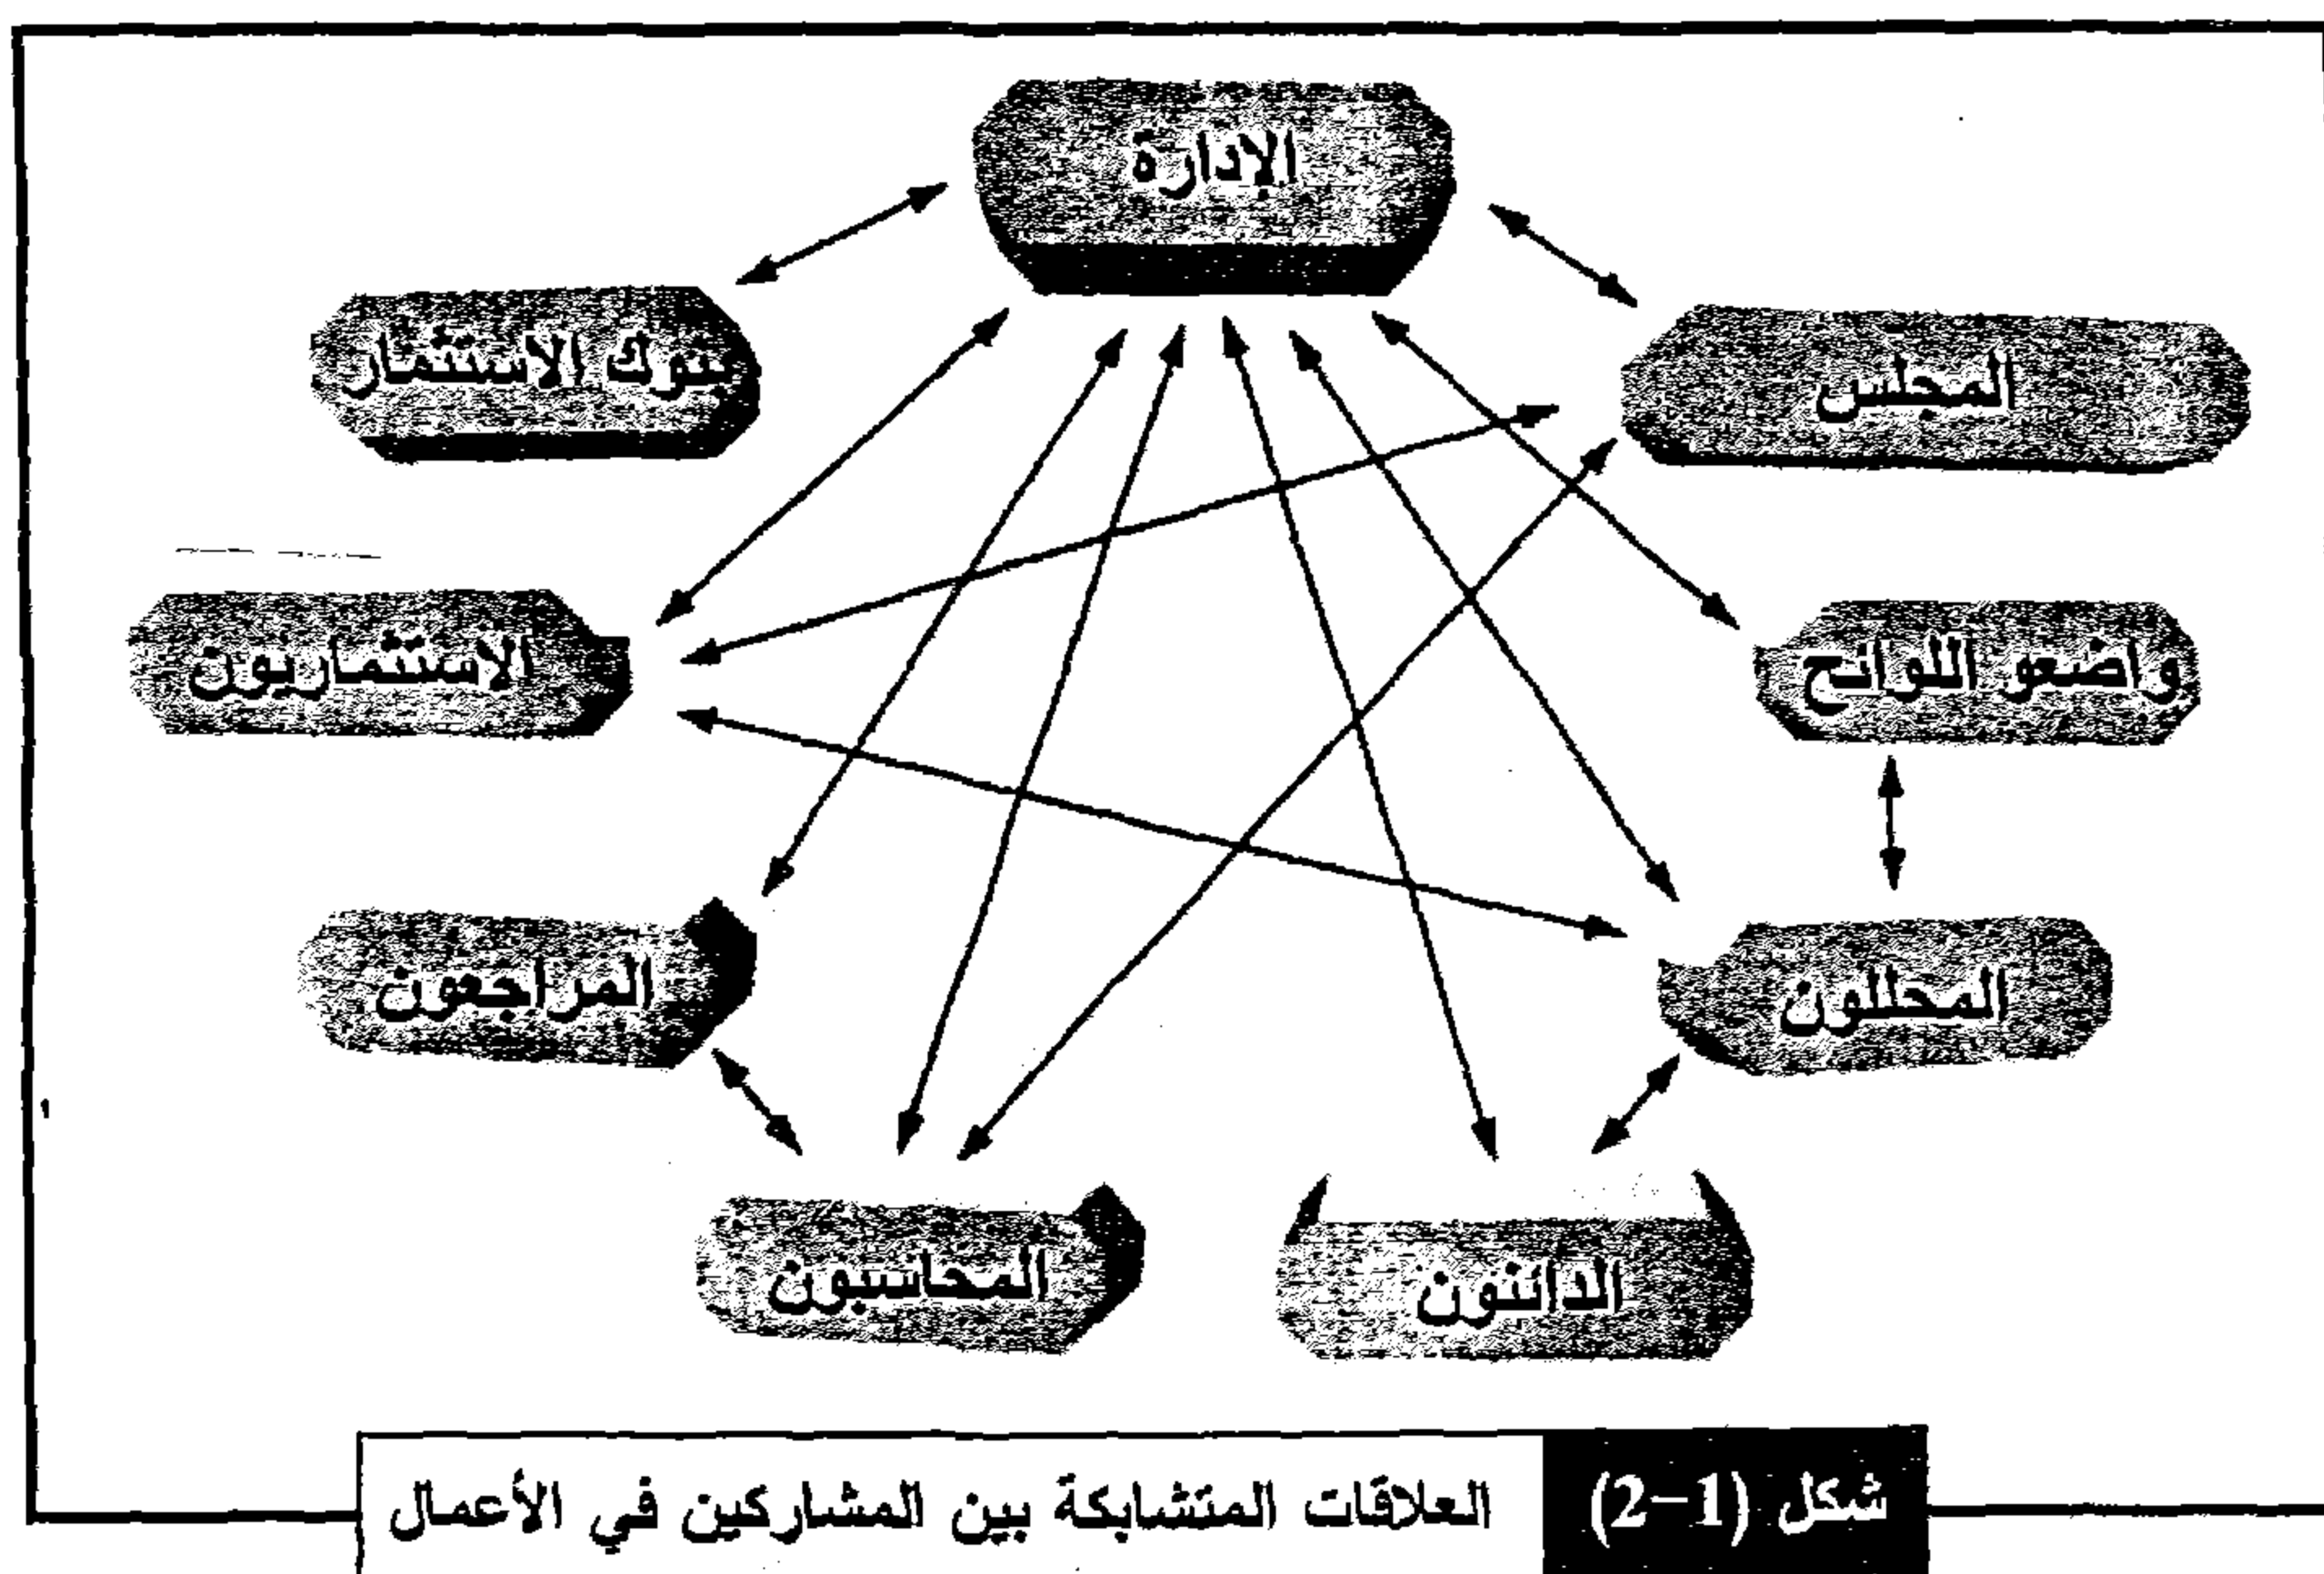 الإدارة
المجلس
بنوك الاستثمار
واضعو اللوائح
الاستثماريون
المحللون
المراجعون
الدائنون
المحاسبون
شكل (1-2) العلاقات المتشابكة بين المشاركين في الأعمال